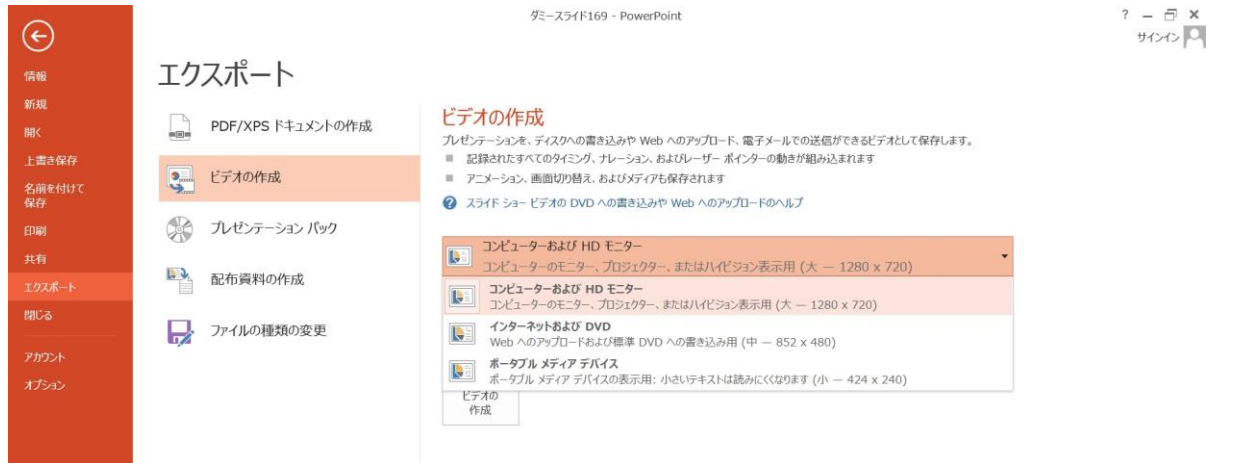 ダミースライド169 - PowerPoint
?
サインイン
情報
新規
開く
上書き保存
名前を付けて
保存
印刷
共有
エクスポート
閉じる
アカウント
オプション
エクスポート
PDF/XPS ドキュメントの作成
ビデオの作成
プレゼンテーション パック
配布資料の作成
ファイルの種類の変更
ビデオの作成
プレゼンテーションを、ディスクへの書き込みや Web へのアップロード、電子メールでの送信ができるビデオとして保存します。
記録されたすべてのタイミング、ナレーション、およびレーザー ポインターの動きが組み込まれます
アニメーション、画面切り替え、およびメディアも保存されます
スライド ショー ビデオの DVD への書き込みや Web へのアップロードのヘルプ
コンピューターおよび HD モニター
コンピューターのモニター、プロジェクター、またはハイビジョン表示用 (大 — 1280 x 720)
コンピューターおよび HD モニター
コンピューターのモニター、プロジェクター、またはハイビジョン表示用 (大 — 1280 x 720)
インターネットおよび DVD
Web へのアップロードおよび標準 DVD への書き込み用 (中 — 852 x 480)
ポータブル メディア デバイス
ポータブル メディア デバイスの表示用: 小さいテキストは読みにくくなります (小 — 424 x 240)
ビデオの
作成